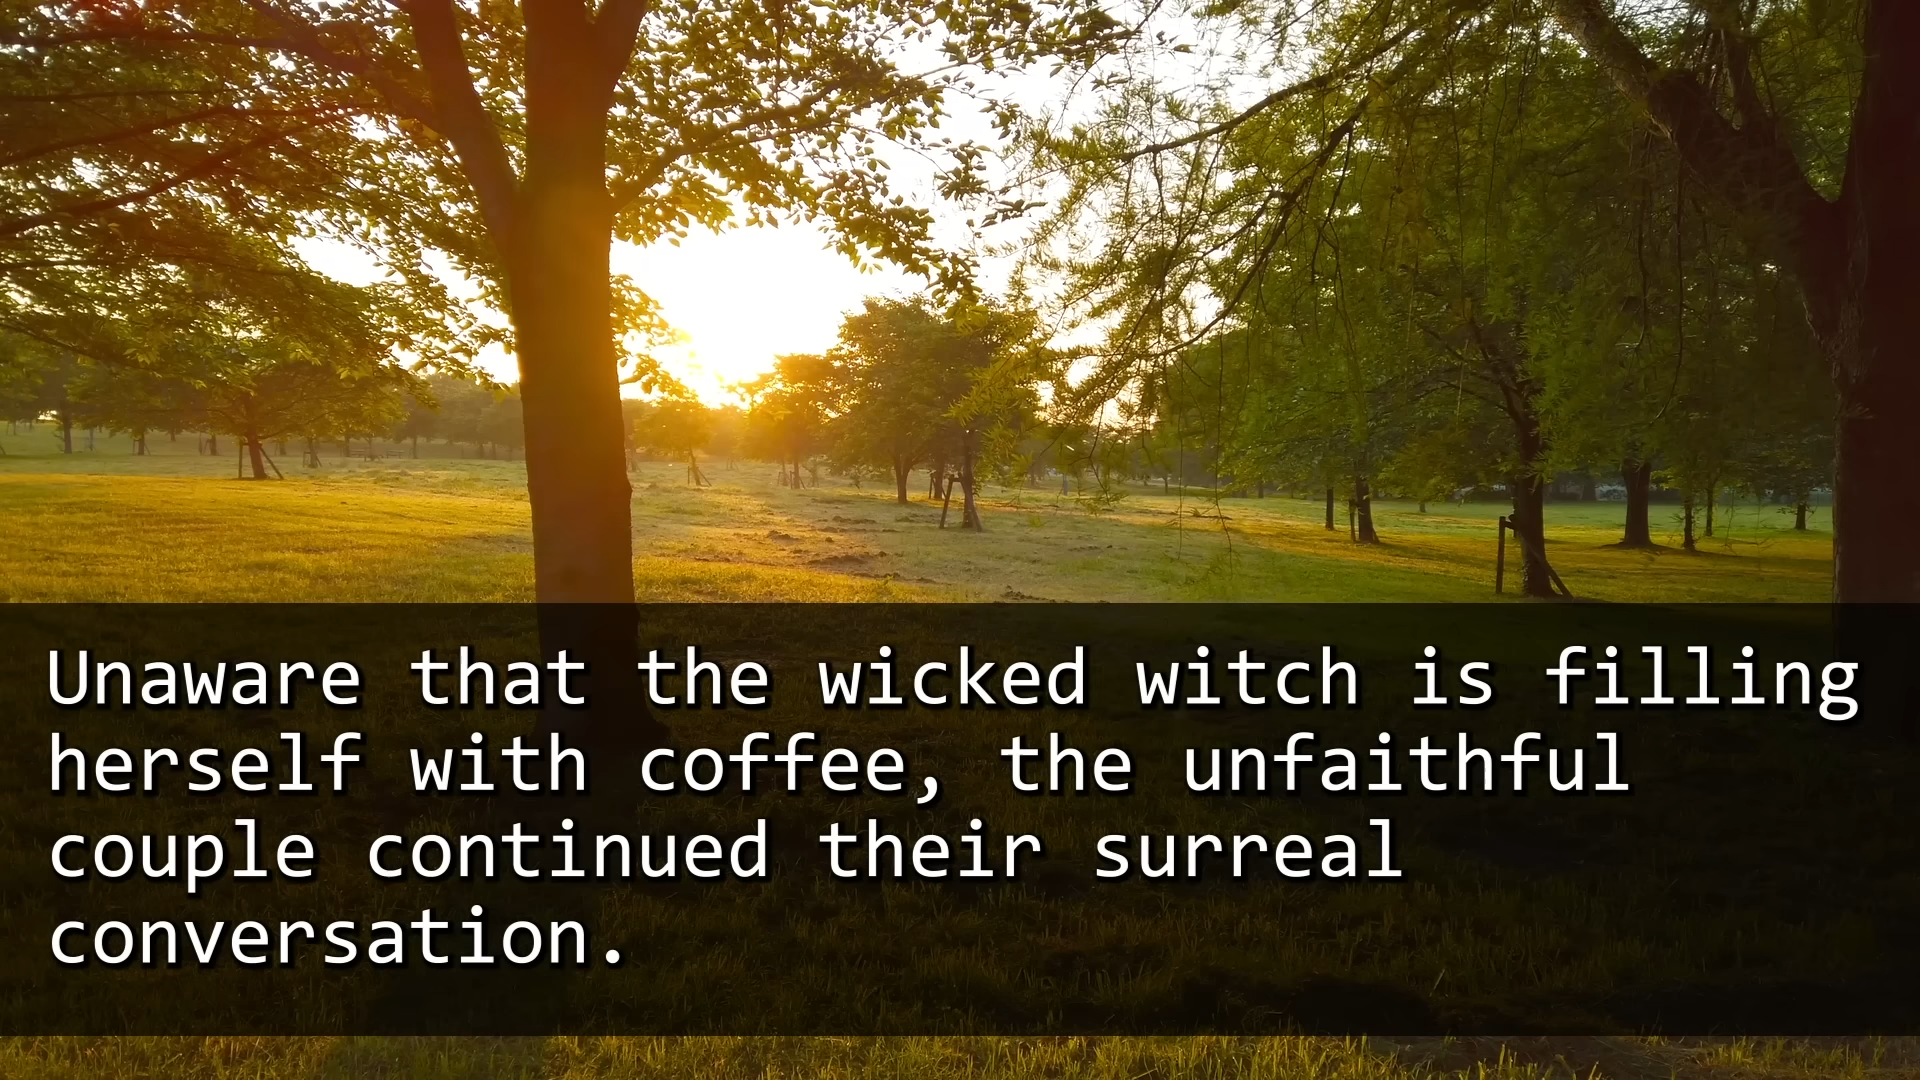 Unaware that the wicked witch is filling
herself with coffee, the unfaithful
couple continued their surreal
conversation.